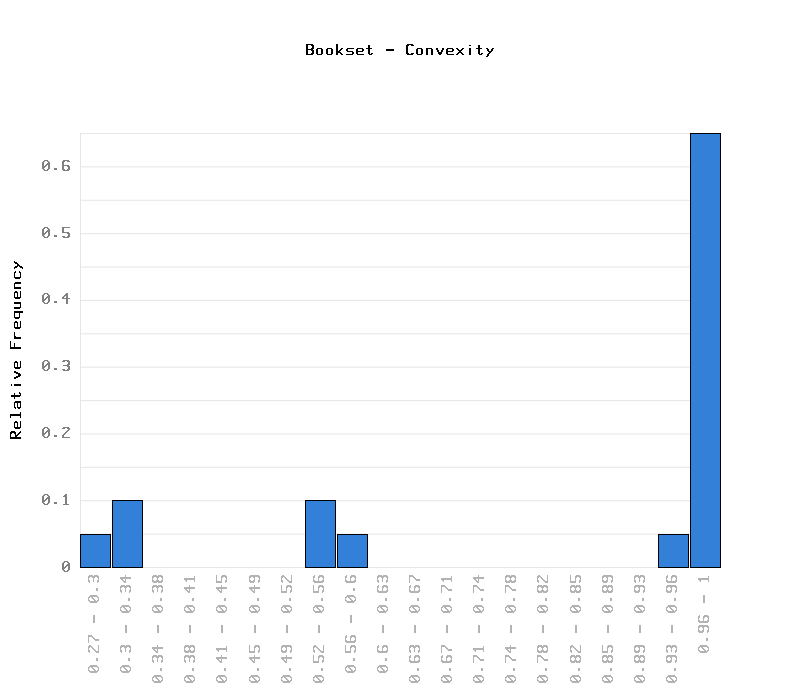 Bookset - Convexity
Relative Frequency
0.6
0.5
0.4
0.3
0.2
0.1
0
0.27 - 0.3
0.3 - 0.34
0.34 - 0.38
0.38 - 0.41
0.41 - 0.45
0.45 - 0.49
0.49 - 0.52
0.52 - 0.56
0.56 - 0.6
0.6 - 0.63
0.63 - 0.67
0.67 - 0.71
0.71 - 0.74
0.74 - 0.78
0.78 - 0.82
0.82 - 0.85
0.85 - 0.89
0.89 - 0.93
0.93 - 0.96
0.96 - 1